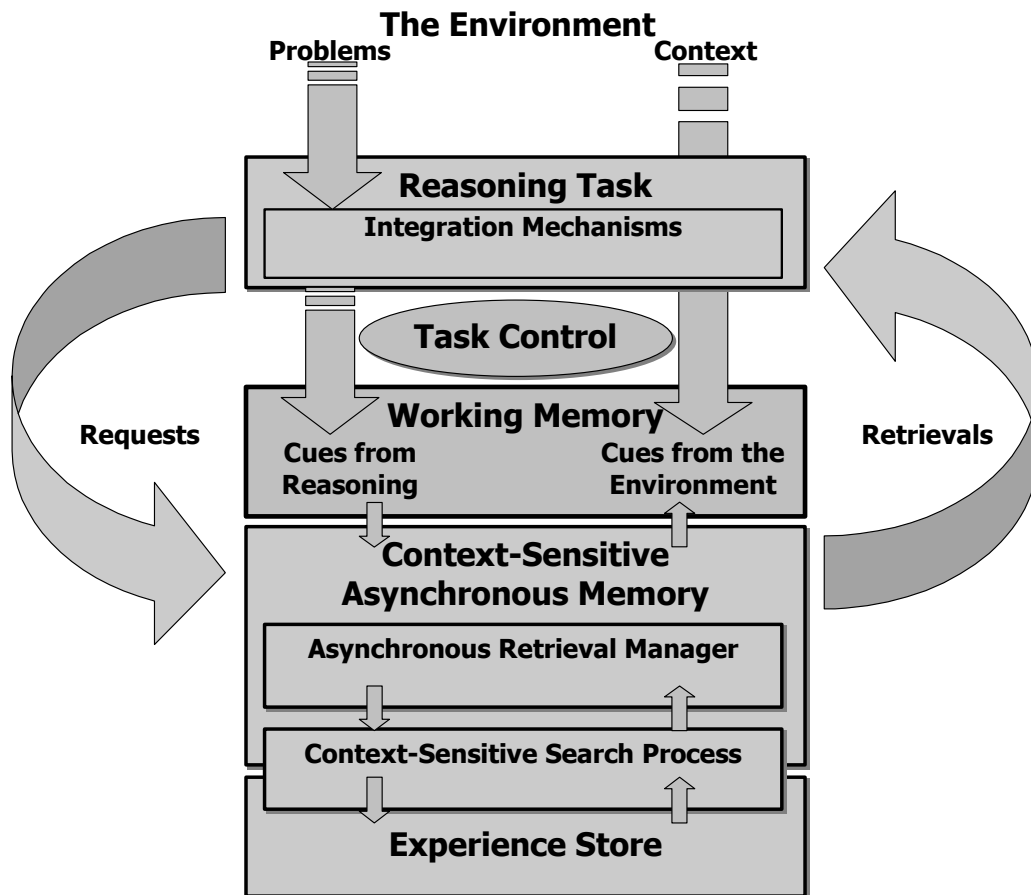 The Environment
Problems
Context
Reasoning Task
Integration Mechanisms
Task Control
Working Memory
Requests
Retrievals
Cues from
Reasoning
Cues from the
Environment
Context-Sensitive
Asynchronous Memory
Asynchronous Retrieval Manager
Context-Sensitive Search Process
Experience Store